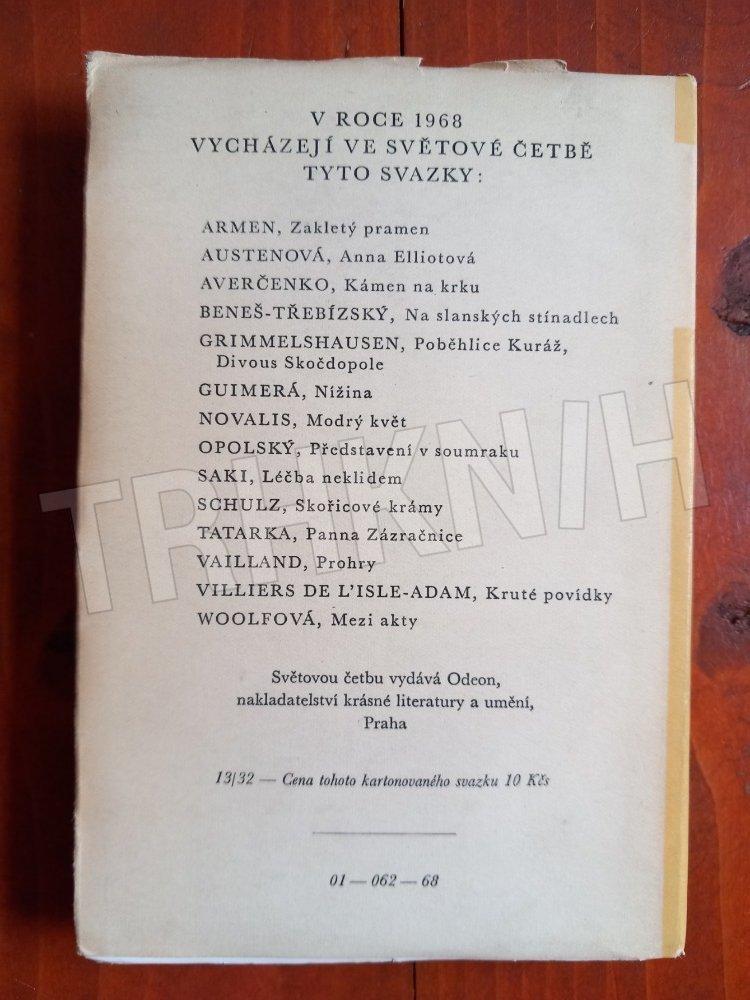 V ROCE 1968
VYCHÁZEJÍ VE SVĚTOVÉ ČETBĚ
TYTO SVAZKY:
ARMEN, Zakletý pramen
AUSTENOVÁ, Anna Elliotová
AVERČENKO, Kámen na krku
BENEŠ-TŘEBÍZSKÝ, Na slanských stínadlech
GRIMMELSHAUSEN, Poběhlice Kuráž,
Divous Skočdopole
GUIMERÁ, Nížina
NOVALIS, Modrý květ
OPOLSKÝ, Představení v soumraku
SAKI, Léčba neklidem
SCHULZ, Skořicové krámy
TATARKA, Panna Zázračnice
VAILLAND, Prohry
VILLIERS DE L'ISLE-ADAM, Kruté povídky
WOOLFOVÁ, Mezi akty
Světovou četbu vydává Odeon,
nakladatelství krásné literatury a umění,
Praha
13/32 — Cena tohoto kartonovaného svazku 10 Kčs
01 — 062 — 68
TRHKNIH